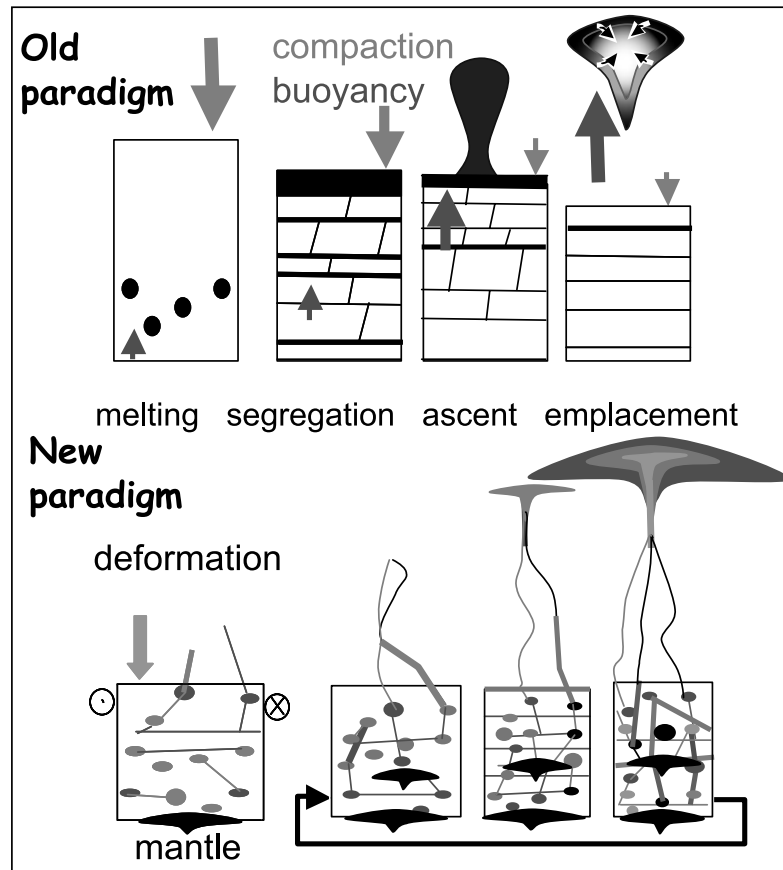 Old
paradigm
compaction
buoyancy
melting segregation ascent emplacement
New
paradigm
deformation
mantle